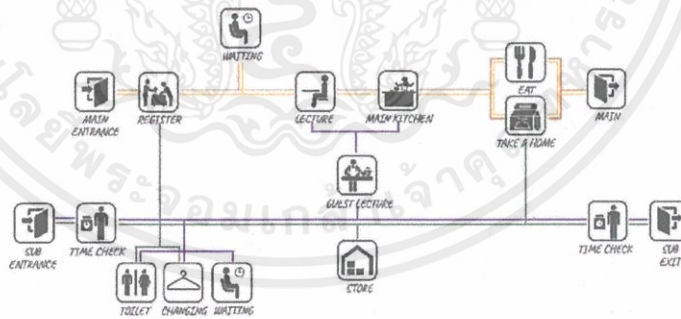 WAITING
MAIN
ENTRANCE
REGISTER
LECTURE
MAIN KITCHEN
EAT
TAKE A HOME
MAIN
GUEST LECTURE
SUB
ENTRANCE
TIME CHECK
TIME CHECK
SUB
EXIT
TOILET
CHANGING
WAITING
STORE